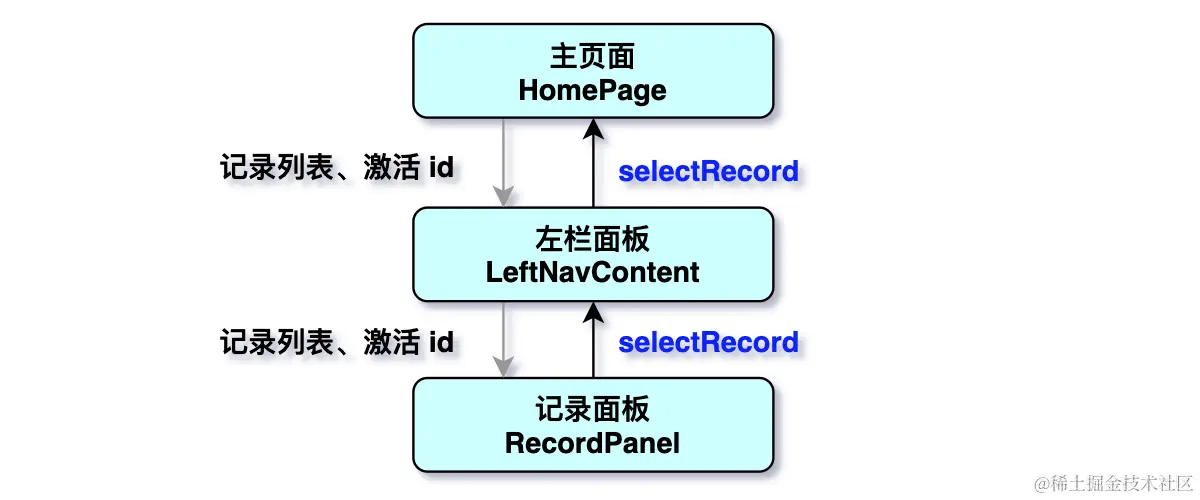 主页面
HomePage
记录列表、激活 id
selectRecord
左栏面板
LeftNavContent
记录列表、激活 id
selectRecord
记录面板
RecordPanel
@稀土掘金技术社区